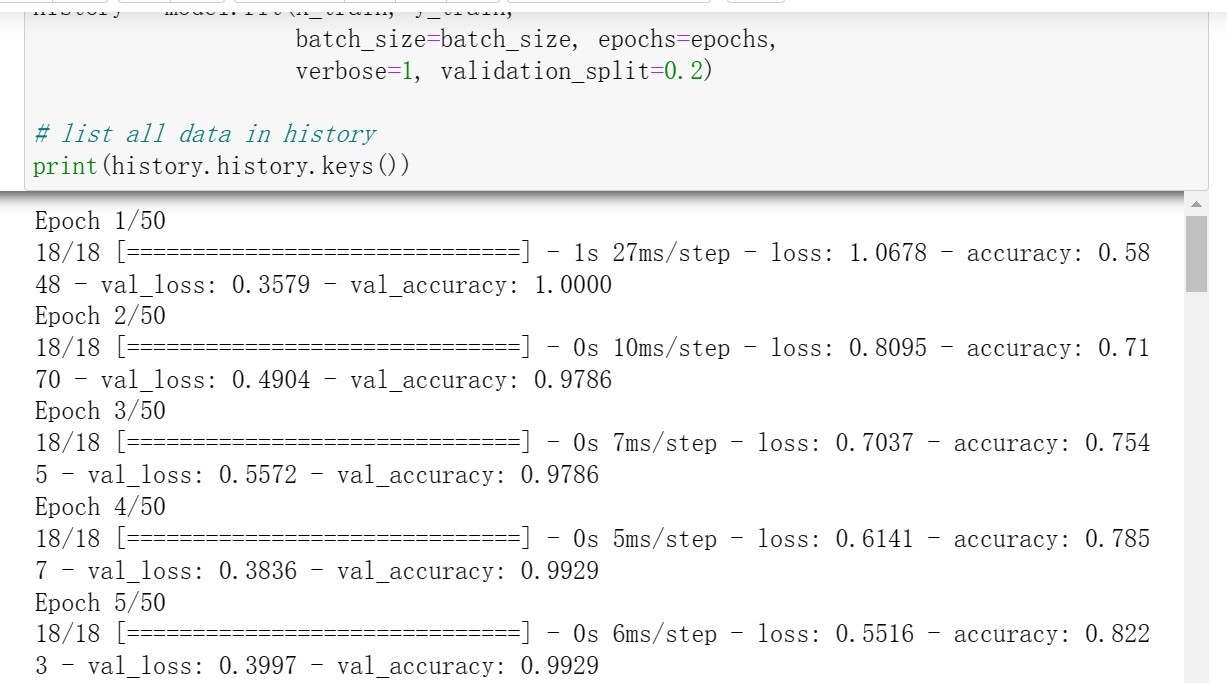 batch_size=batch_size, epochs=epochs,
verbose=1, validation_split=0.2)
# list all data in history
print(history.history.keys())
Epoch 1/50
18/18 [==============================] - 1s 27ms/step - loss: 1.0678 - accuracy: 0.58
48 - val_loss: 0.3579 - val_accuracy: 1.0000
Epoch 2/50
18/18 [==============================] - 0s 10ms/step - loss: 0.8095 - accuracy: 0.71
70 - val_loss: 0.4904 - val_accuracy: 0.9786
Epoch 3/50
18/18 [==============================] - 0s 7ms/step - loss: 0.7037 - accuracy: 0.754
5 - val_loss: 0.5572 - val_accuracy: 0.9786
Epoch 4/50
18/18 [==============================] - 0s 5ms/step - loss: 0.6141 - accuracy: 0.785
7 - val_loss: 0.3836 - val_accuracy: 0.9929
Epoch 5/50
18/18 [==============================] - 0s 6ms/step - loss: 0.5516 - accuracy: 0.822
3 - val_loss: 0.3997 - val_accuracy: 0.9929